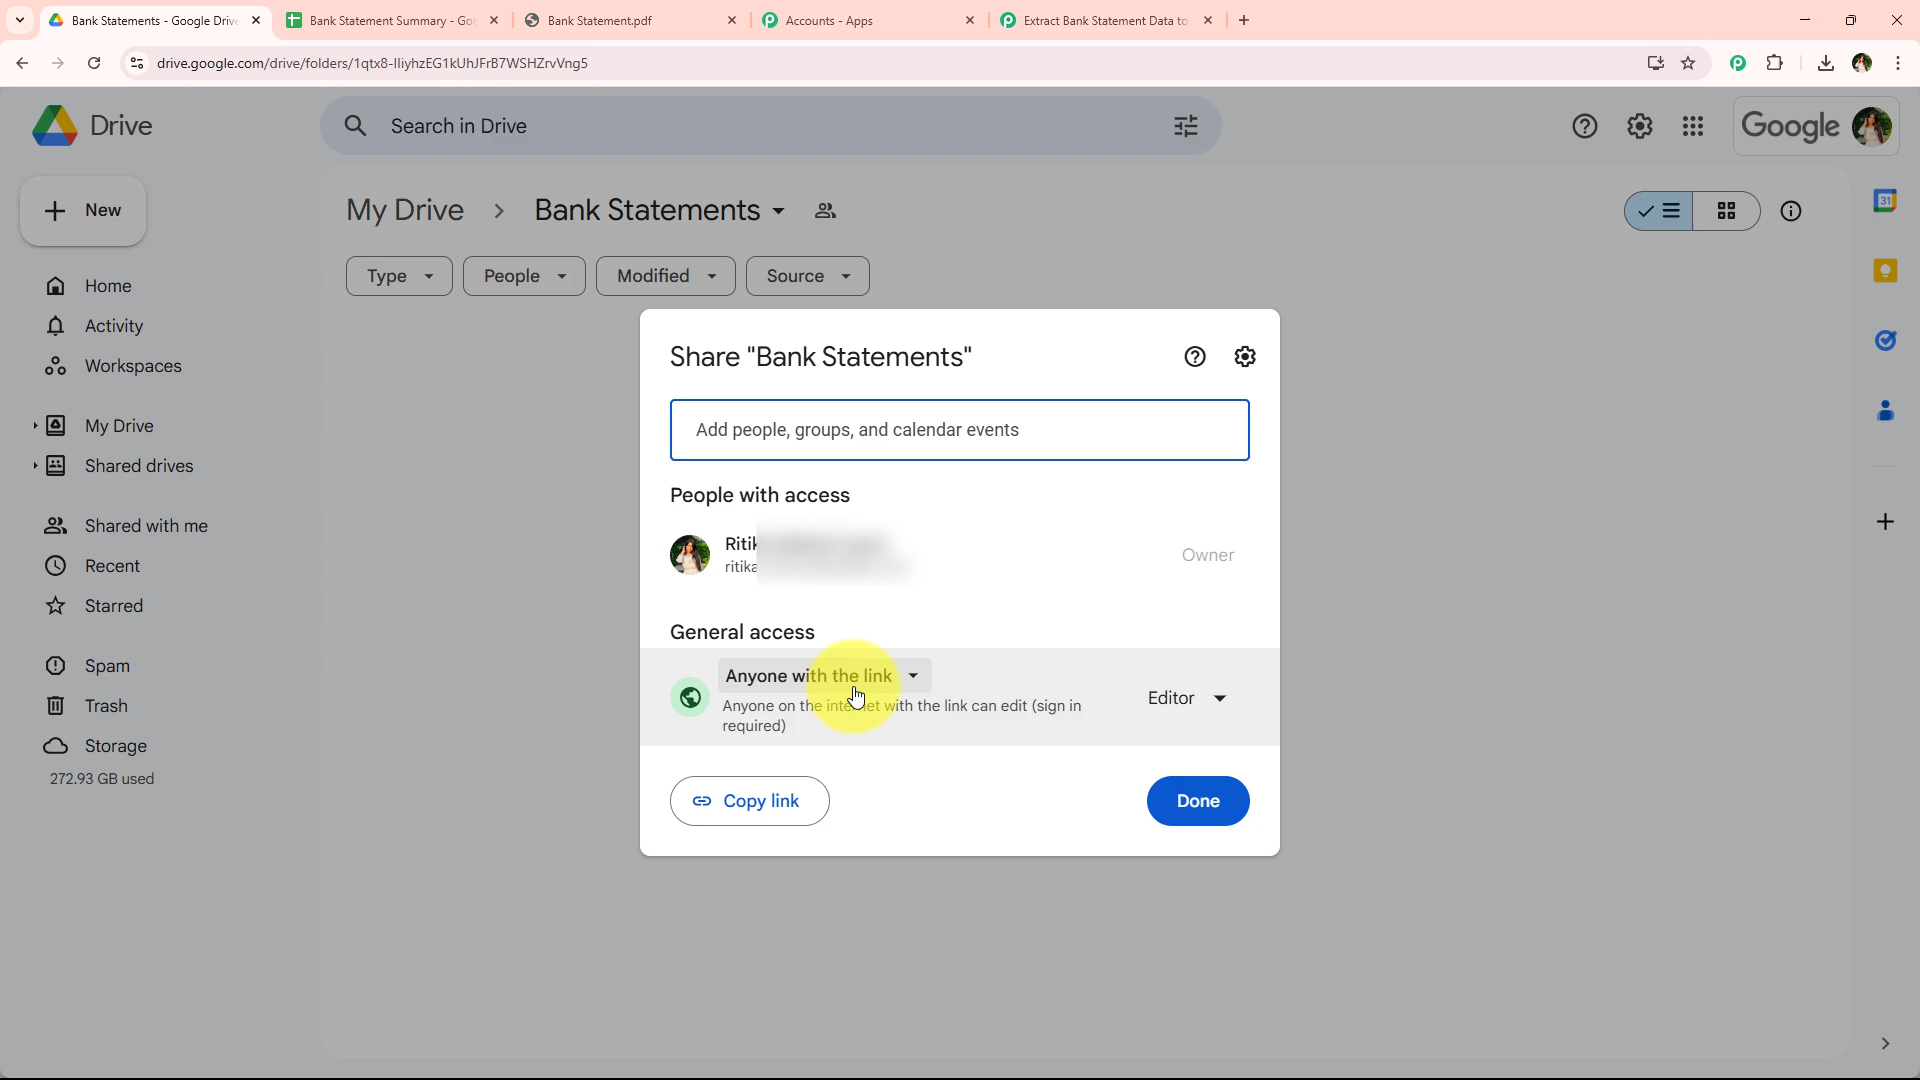 Bank Statements - Google Drive
Bank Statement Summary - Goo
Bank Statement.pdf
Accounts - Apps
Extract Bank Statement Data to
drive.google.com/drive/folders/1qtx8-IliyhzEG1kUhJFrB7WSHZrvVng5
Drive
Search in Drive
Google
New
My Drive > Bank Statements
Type
People
Modified
Source
Home
Activity
Workspaces
My Drive
Shared drives
Shared with me
Recent
Starred
Spam
Trash
Storage
272.93 GB used
31
Share "Bank Statements"
Add people, groups, and calendar events
People with access
Owner
General access
Anyone with the link
Anyone on the internet with the link can edit (sign in
required)
Editor
Copy link
Done